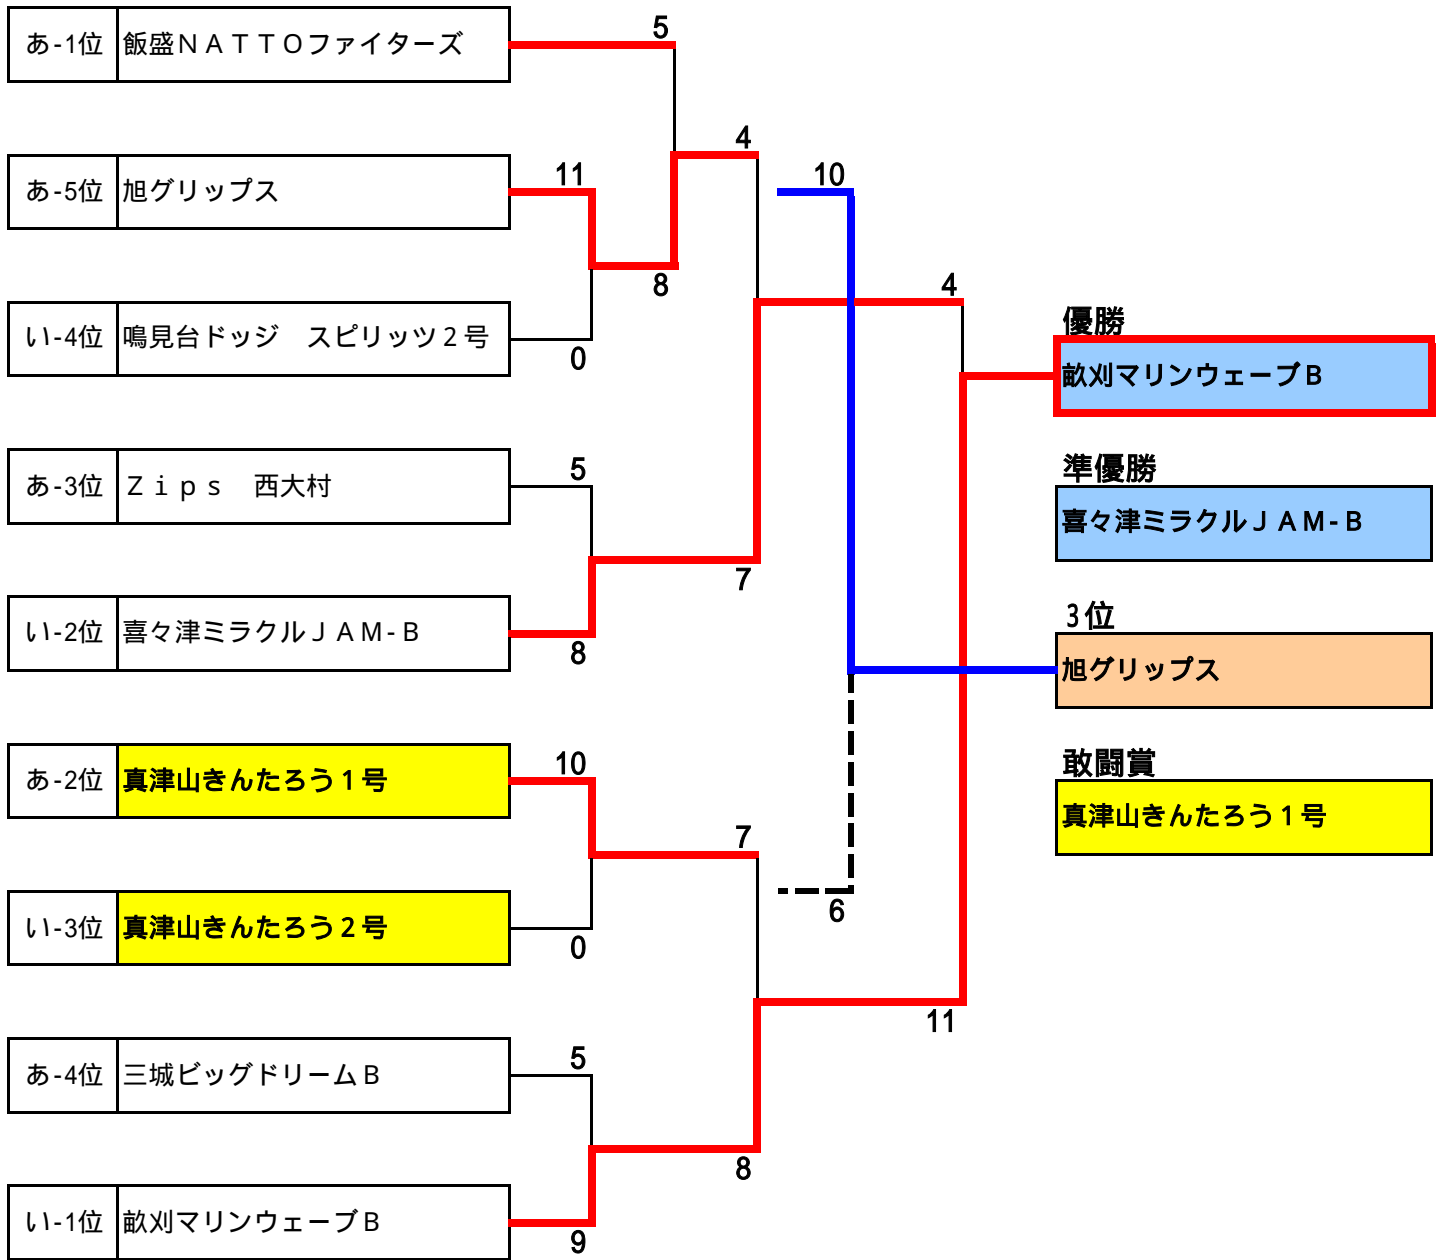 あ-1位 飯盛ＮＡＴＴＯファイターズ
5
4
あ-5位 旭グリップス
11
10
8
4
い-4位 鳴見台ドッジ　スピリッツ２号
0
優勝
畝刈マリンウェーブＢ
あ-3位 Ｚｉｐｓ　西大村
5
準優勝
喜々津ミラクルＪＡＭ-Ｂ
7
い-2位 喜々津ミラクルＪＡＭ-Ｂ
8
3位
旭グリップス
あ-2位 真津山きんたろう１号
10
敢闘賞
真津山きんたろう１号
7
い-3位 真津山きんたろう２号
0
6
11
あ-4位 三城ビッグドリームＢ
5
8
い-1位 畝刈マリンウェーブＢ
9